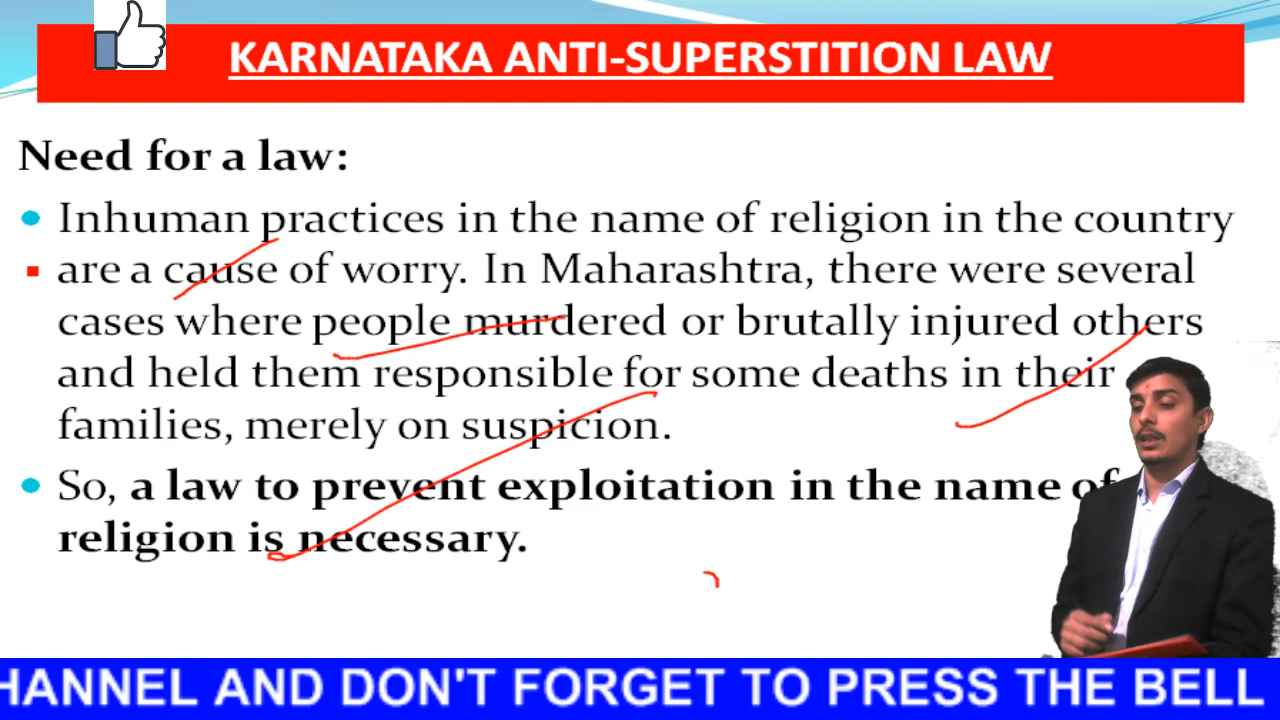 KARNATAKA ANTI-SUPERSTITION LAW
Need for a law:
Inhuman practices in the name of religion in the country
are a cause of worry. In Maharashtra, there were several
cases where people murdered or brutally injured others
and held them responsible for some deaths in their
families, merely on suspicion.
So, a law to prevent exploitation in the name of
religion is necessary.
HANNEL AND DON'T FORGET TO PRESS THE BELL